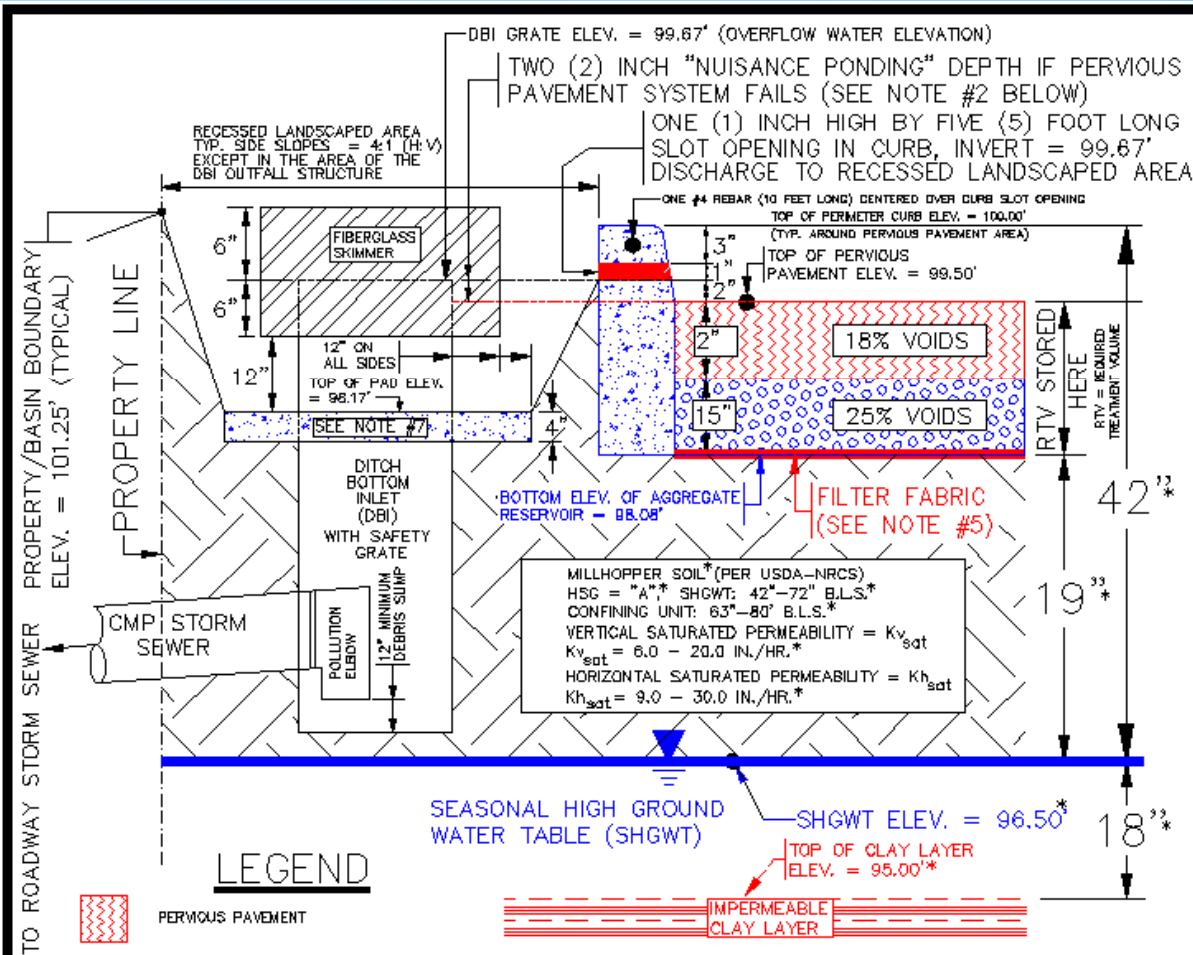 DBI GRATE ELEV. = 99.67' (OVERFLOW WATER ELEVATION)
TWO (2) INCH "NUISANCE PONDING" DEPTH IF PERVIOUS
PAVEMENT SYSTEM FAILS (SEE NOTE #2 BELOW)
ONE (1) INCH HIGH BY FIVE (5) FOOT LONG
SLOT OPENING IN CURB, INVERT = 99.67'
DISCHARGE TO RECESSED LANDSCAPED AREA
RECESSED LANDSCAPED AREA
TYP. SIDE SLOPES = 4:1 (H:V)
EXCEPT IN THE AREA OF THE
DBI OUTFALL STRUCTURE
ONE #4 REBAR (10 FEET LONG) CENTERED OVER CURB SLOT OPENING
TOP OF PERIMETER CURB ELEV. = 100.00'
(TYP. AROUND PERVIOUS PAVEMENT AREA)
TOP OF PERVIOUS
PAVEMENT ELEV. = 99.50'
6"
FIBERGLASS
SKIMMER
6"
3"
1"
2"
2"
18% VOIDS
15"
25% VOIDS
RTV STORED
HERE
RTV = REQUIRED
TREATMENT VOLUME
12"
12" ON
ALL SIDES
TOP OF PAD ELEV.
= 96.17'
SEE NOTE #7
4"
PROPERTY/BASIN BOUNDARY
ELEV. = 101.25' (TYPICAL)
PROPERTY LINE
DITCH
BOTTOM
INLET
(DBI)
WITH SAFETY
GRATE
BOTTOM ELEV. OF AGGREGATE
RESERVOIR = 98.08'
FILTER FABRIC
(SEE NOTE #5)
42"*
19"*
MILLHOPPER SOIL* (PER USDA-NRCS)
HSG = "A",* SHGWT: 42"-72" B.L.S.*
CONFINING UNIT: 63"-80' B.L.S.*
VERTICAL SATURATED PERMEABILITY = Kv sat
Kv sat = 6.0 - 20.0 IN./HR.*
HORIZONTAL SATURATED PERMEABILITY = Kh sat
Kh sat = 9.0 - 30.0 IN./HR.*
CMP STORM
SEWER
POLLUTION
ELBOW
12" MINIMUM
DEBRIS SUMP
TO ROADWAY STORM SEWER
SEASONAL HIGH GROUND
WATER TABLE (SHGWT)
SHGWT ELEV. = 96.50'*
18"*
TOP OF CLAY LAYER
ELEV. = 95.00'*
IMPERMEABLE
CLAY LAYER
LEGEND
PERVIOUS PAVEMENT